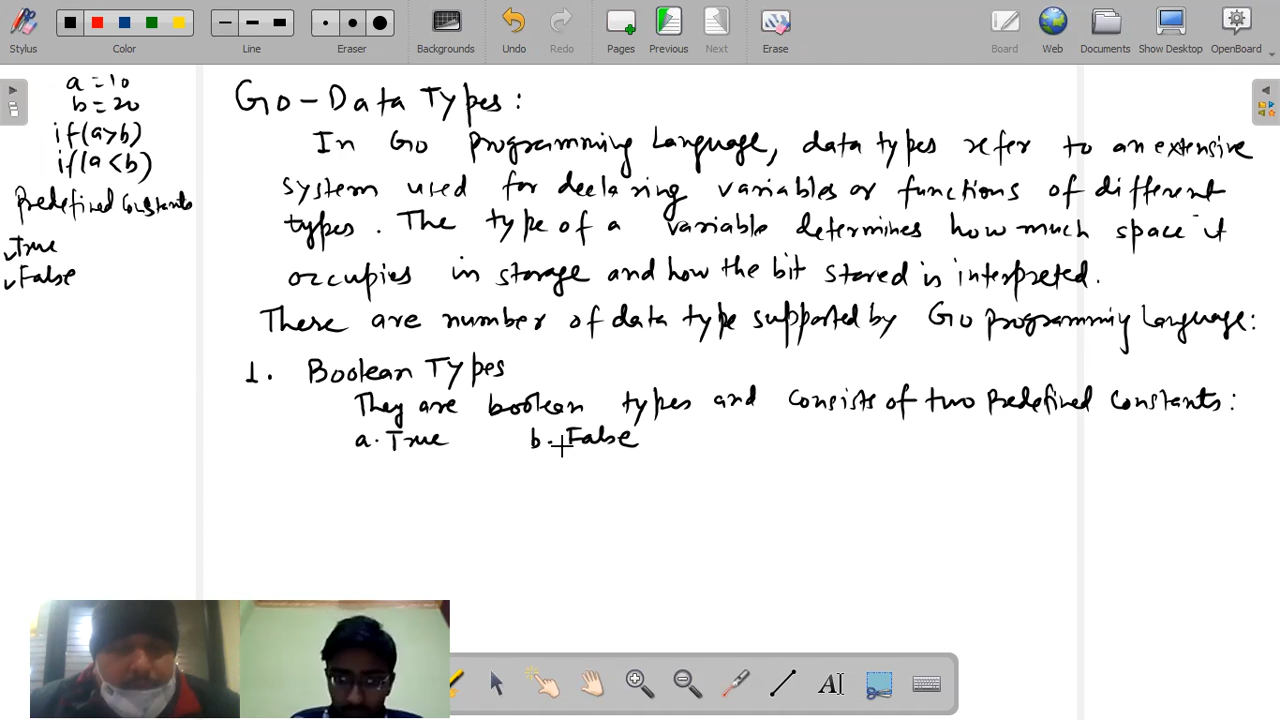 Stylus
Color
Line
Eraser
Backgrounds
Undo
Redo
Pages
Previous
Next
Erase
Board
Web
Documents
Show Desktop
OpenBoard
a = 10
b = 20
if (a>b)
if (a<b)
Predefined Constants
True
False
Go-Data Types:
In Go Programming Language, data types refer to an extensive
system used for declaring variables or functions of different
types. The type of a variable determines how much space it
occupies in storage and how the bit stored is interpreted.
There are number of data type supported by Go programming Language:
1. Boolean Types
They are boolean types and consists of two Predefined Constants:
a. True b. False